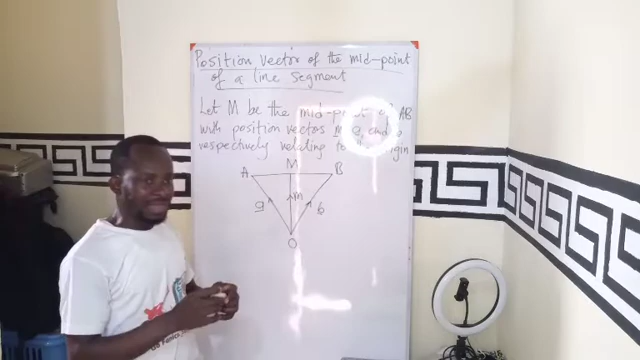 Position vector of the mid-point
of a line segment
Let M be the mid-point of AB
with position vectors m, a and b
respectively relating to the origin
A M B
a m b
O